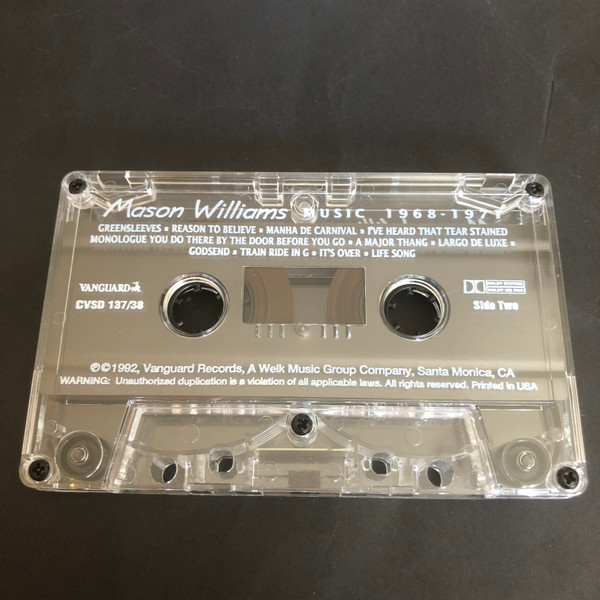 Mason Williams MUSIC 1968-1971
GREENSLEEVES ▪ REASON TO BELIEVE ▪ MANHA DE CARNIVAL ▪ I'VE HEARD THAT TEAR STAINED
MONOLOGUE YOU DO THERE BY THE DOOR BEFORE YOU GO ▪ A MAJOR THANG ▪ LARGO DE LUXE ▪
GODSEND ▪ TRAIN RIDE IN G ▪ IT'S OVER ▪ LIFE SONG
VANGUARD
CVSD 137/38
DOLBY SYSTEM
Side Two
℗©1992, Vanguard Records, A Welk Music Group Company, Santa Monica, CA
WARNING: Unauthorized duplication is a violation of all applicable laws. All rights reserved. Printed in USA